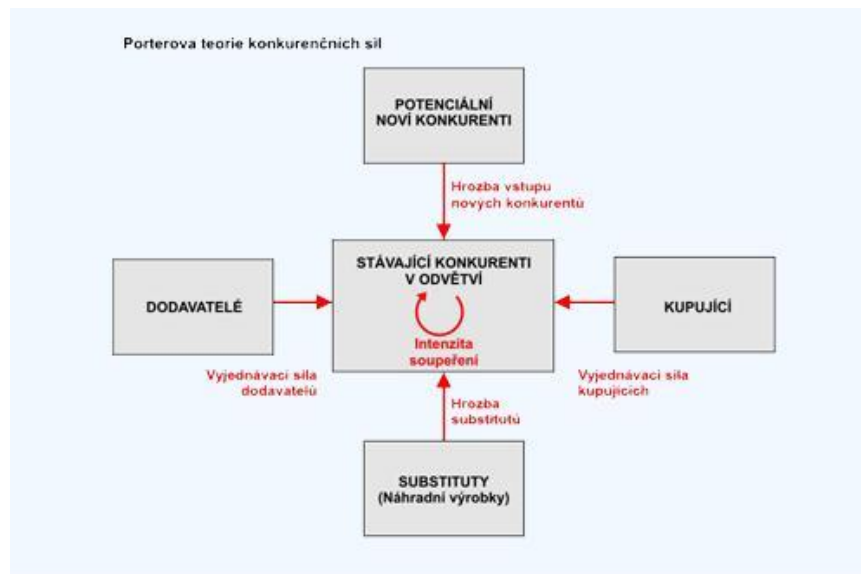 Porterova teorie konkurenčních sil
POTENCIÁLNÍ
NOVÍ KONKURENTI
Hrozba vstupu
nových konkurentů
STÁVAJÍCÍ KONKURENTI
V ODVĚTVÍ
Intenzita
soupeření
DODAVATELÉ
KUPUJÍCÍ
Vyjednávací síla
dodavatelů
Vyjednávací síla
kupujících
Hrozba
substitutů
SUBSTITUTY
(Náhradní výrobky)